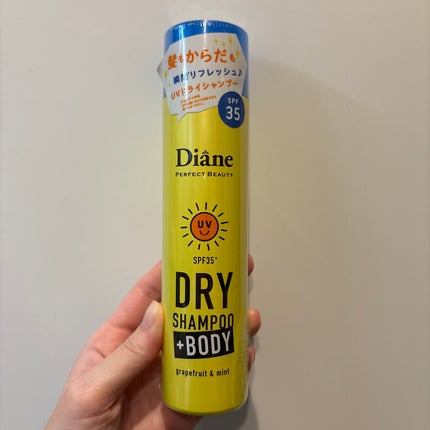 髪もからだも
瞬間リフレッシュ♪
UVドライシャンプー
SPF
35
Diâne
PERFECT BEAUTY
UV
SPF35*
DRY
SHAMPOO
+BODY
grapefruit & mint